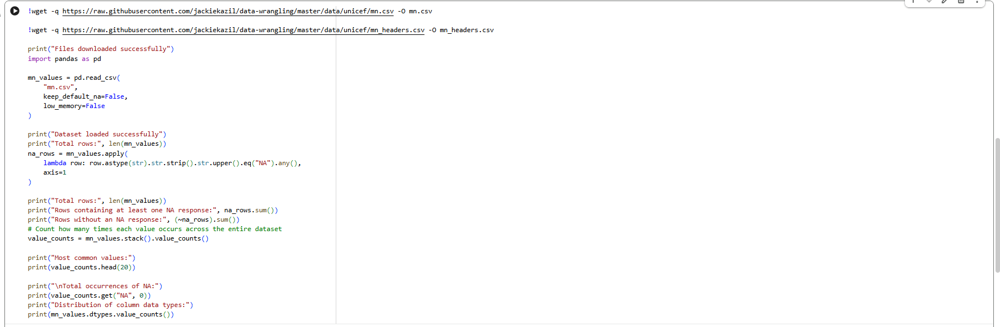 !wget -q https://raw.githubusercontent.com/jackiekazil/data-wrangling/master/data/unicef/mn.csv -O mn.csv
!wget -q https://raw.githubusercontent.com/jackiekazil/data-wrangling/master/data/unicef/mn_headers.csv -O mn_headers.csv
print("Files downloaded successfully")
import pandas as pd
mn_values = pd.read_csv(
    "mn.csv",
    keep_default_na=False,
    low_memory=False
)
print("Dataset loaded successfully")
print("Total rows:", len(mn_values))
na_rows = mn_values.apply(
    lambda row: row.astype(str).str.strip().str.upper().eq("NA").any(),
    axis=1
)
print("Total rows:", len(mn_values))
print("Rows containing at least one NA response:", na_rows.sum())
print("Rows without an NA response:", (~na_rows).sum())
# Count how many times each value occurs across the entire dataset
value_counts = mn_values.stack().value_counts()
print("Most common values:")
print(value_counts.head(20))
print("\nTotal occurrences of NA:")
print(value_counts.get("NA", 0))
print("Distribution of column data types:")
print(mn_values.dtypes.value_counts())